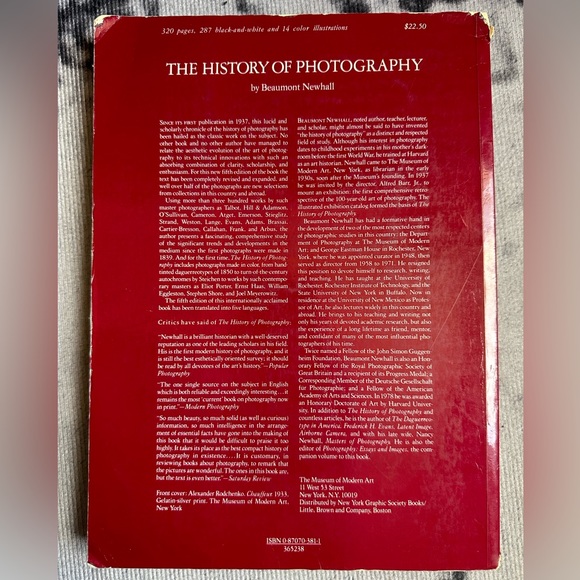 320 pages, 287 black-and-white and 14 color illustrations
$22.50
THE HISTORY OF PHOTOGRAPHY
by Beaumont Newhall
SINCE ITS FIRST publication in 1937, this lucid and
scholarly chronicle of the history of photography has
been hailed as the classic work on the subject. No
other book and no other author have managed to
relate the aesthetic evolution of the art of photog-
raphy to its technical innovations with such an
absorbing combination of clarity, scholarship, and
enthusiasm. For this new fifth edition of the book the
text has been completely revised and expanded, and
well over half of the photographs are new selections
from collections in this country and abroad.
Using more than three hundred works by such
master photographers as Talbot, Hill & Adamson,
O'Sullivan, Cameron, Atget, Emerson, Stieglitz,
Strand, Weston, Lange, Evans, Adams, Brassaï,
Cartier-Bresson, Callahan, Frank, and Arbus, the
author presents a fascinating, comprehensive study
of the significant trends and developments in the
medium since the first photographs were made in
1839. And for the first time, The History of Photog-
raphy includes photographs made in color, from hand-
tinted daguerreotypes of 1850 to turn of the century
autochromes by Steichen to works by such contempo-
rary masters as Eliot Porter, Ernst Haas, William
Eggleston, Stephen Shore, and Joel Meyerowitz.
The fifth edition of this internationally acclaimed
book has been translated into five languages.
Critics have said of The History of Photography:
"Newhall is a brilliant historian with a well deserved
reputation as one of the leading scholars in his field.
His is the first modern history of photography, and it
is still the best esthetically oriented survey; it should
be read by all devotees of the art's history."—Popular
Photography
"The one single source on the subject in English
which is both reliable and exceedingly interesting. . . it
remains the most 'current' book on photography now
in print."—Modern Photography
"So much beauty, so much solid (as well as curious)
information, so much intelligence in the arrange-
ment of essential facts have gone into the making of
this book that it would be difficult to praise it too
highly. It takes its place as the best compact history of
photography in existence. . . . It is customary, in
reviewing books about photography, to remark that
the pictures are wonderful. The ones in this book are,
but the text is even better."—Saturday Review
Front cover: Alexander Rodchenko. Chauffeur 1933.
Gelatin-silver print. The Museum of Modern Art,
New York
BEAUMONT NEWHALL, noted author, teacher, lecturer,
and scholar, might almost be said to have invented
"the history of photography" as a distinct and respected
field of study. Although his interest in photography
dates to childhood experiments in his mother's dark-
room before the first World War, he trained at Harvard
as an art historian. Newhall came to The Museum of
Modern Art, New York, as librarian in the early
1930s, soon after the Museum's founding. In 1937
he was invited by the director, Alfred Barr, Jr., to
mount an exhibition: the first comprehensive retro-
spective of the 100-year-old art of photography. The
illustrated exhibition catalog formed the basis of The
History of Photography.
Beaumont Newhall has had a formative hand in
the development of two of the most respected centers
of photographic studies in this country: the Depart-
ment of Photography at The Museum of Modern
Art; and George Eastman House in Rochester, New
York, where he was appointed curator in 1948, then
served as director from 1958 to 1971. He resigned
this position to devote himself to research, writing,
and teaching. He has taught at the University of
Rochester, Rochester Institute of Technology, and the
State University of New York in Buffalo. Now in
residence at the University of New Mexico as Profes-
sor of Art, he also lectures widely in this country and
abroad. He brings to his teaching and writing not
only his years of devoted academic research, but also
the experience of a long lifetime as friend, mentor,
and confidant of many of the most influential pho-
tographers of his time.
Twice named a Fellow of the John Simon Guggen-
heim Foundation, Beaumont Newhall is also an Hon-
orary Fellow of the Royal Photographic Society of
Great Britain and a recipient of its Progress Medal; a
Corresponding Member of the Deutsche Gesellschaft
für Photographie; and a Fellow of the American
Academy of Arts and Sciences. In 1978 he was awarded
an Honorary Doctorate of Art by Harvard Univer-
sity. In addition to The History of Photography and
countless articles, he is the author of The Daguerreo-
type in America, Frederick H. Evans, Latent Image,
Airborne Camera, and with his late wife, Nancy
Newhall, Masters of Photography. He is also the
editor of Photography: Essays and Images, the com-
panion volume to this book.
The Museum of Modern Art
11 West 53 Street
New York, N.Y. 10019
Distributed by New York Graphic Society Books/
Little, Brown and Company, Boston
ISBN 0-87070-381-1
365238